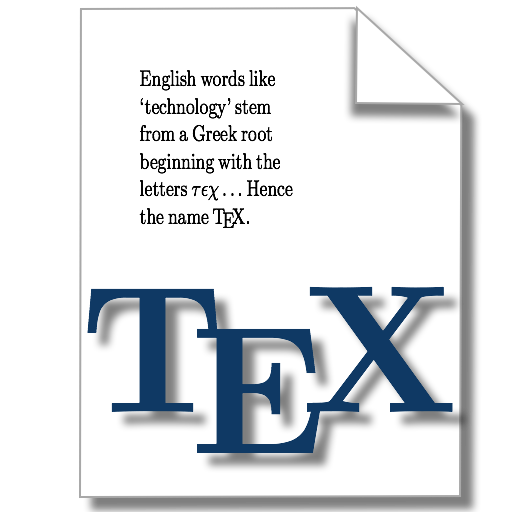 English words like
‘technology’ stem
from a Greek root
beginning with the
letters τεχ . . . Hence
the name TEX.
TEX